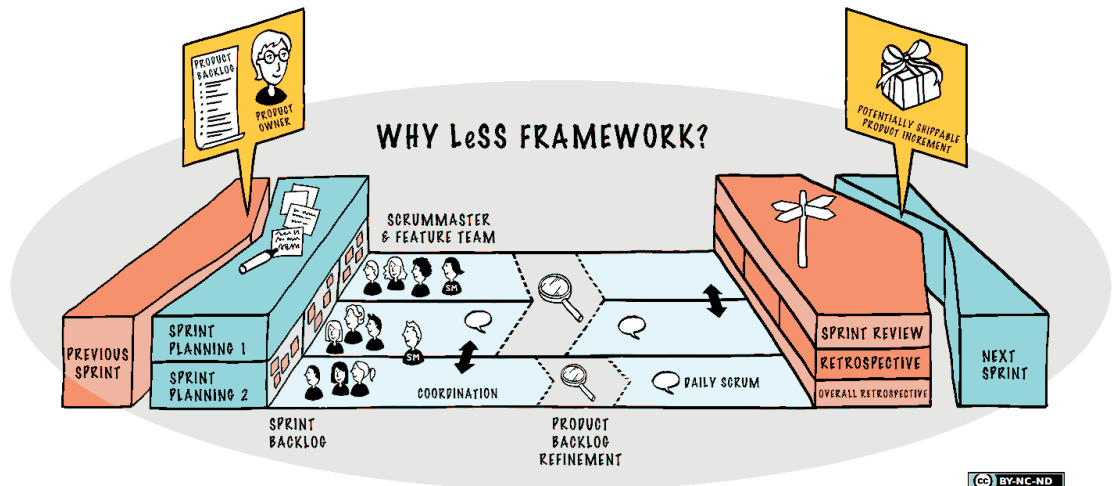 PRODUCT
BACKLOG
PRODUCT
OWNER
WHY LeSS FRAMEWORK?
POTENTIALLY SHIPPABLE
PRODUCT INCREMENT
SCRUMMASTER
& FEATURE TEAM
SM
SM
PREVIOUS
SPRINT
SPRINT
PLANNING 1
SPRINT
PLANNING 2
COORDINATION
DAILY SCRUM
SPRINT REVIEW
RETROSPECTIVE
OVERALL RETROSPECTIVE
NEXT
SPRINT
SPRINT
BACKLOG
PRODUCT
BACKLOG
REFINEMENT
cc BY-NC-ND